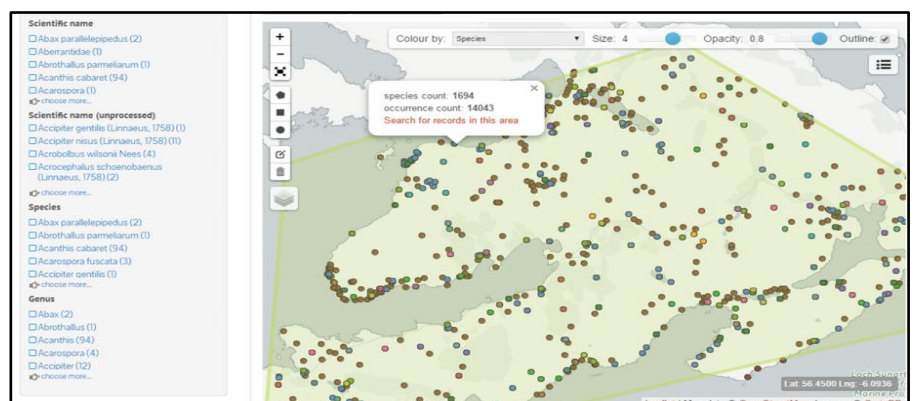 Scientific name
Abax parallelepipedus (2)
Aberrantidae (1)
Abrothallus parmeliarum (1)
Acanthis cabaret (94)
Acarospora (1)
choose more...
Scientific name (unprocessed)
Accipiter gentilis (Linnaeus, 1758) (1)
Accipiter nisus (Linnaeus, 1758) (11)
Acrobolbus wilsonii Nees (4)
Acrocephalus schoenobaenus
(Linnaeus, 1758) (2)
choose more...
Species
Abax parallelepipedus (2)
Abrothallus parmeliarum (1)
Acanthis cabaret (94)
Acarospora fuscata (3)
Accipiter gentilis (1)
choose more...
Genus
Abax (2)
Abrothallus (1)
Acanthis (94)
Acarospora (4)
Accipiter (12)
choose more...
+
−
Colour by: Species Size: 4 Opacity: 0.8 Outline:
species count: 1694
occurrence count: 14043
Search for records in this area
×
Loch Sunart
Lat: 56.4500 Lng: -6.0936
Marine Pro